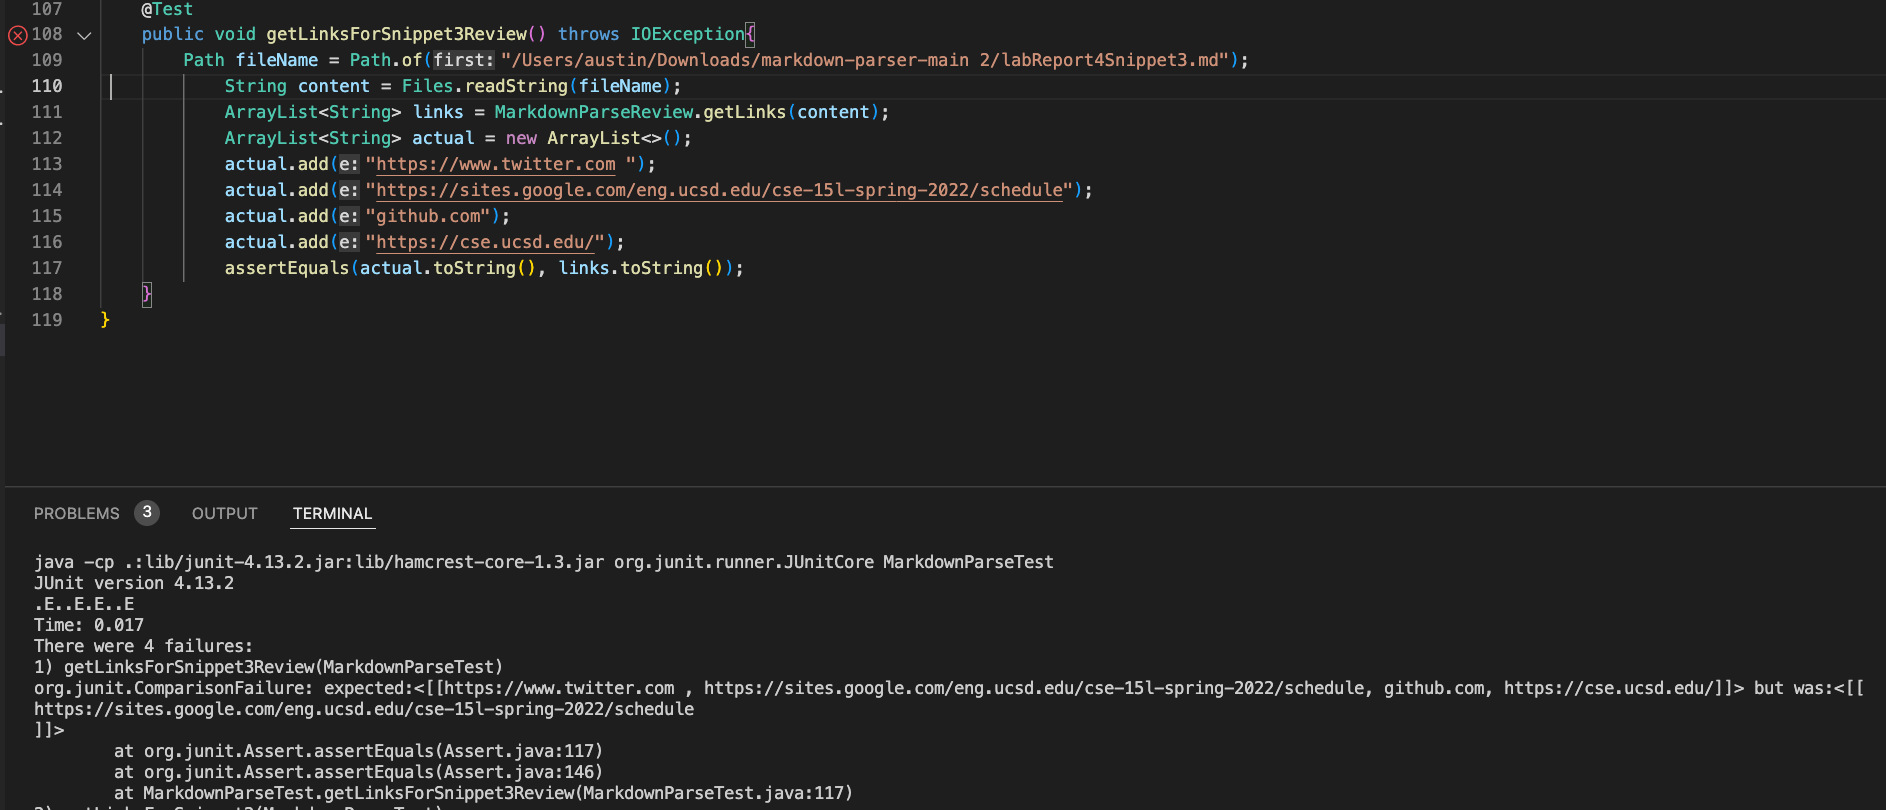 107 @Test
108 public void getLinksForSnippet3Review() throws IOException{
109 Path fileName = Path.of(first: "/Users/austin/Downloads/markdown-parser-main 2/labReport4Snippet3.md");
110 String content = Files.readString(fileName);
111 ArrayList<String> links = MarkdownParseReview.getLinks(content);
112 ArrayList<String> actual = new ArrayList<>();
113 actual.add(e: "https://www.twitter.com ");
114 actual.add(e: "https://sites.google.com/eng.ucsd.edu/cse-15l-spring-2022/schedule");
115 actual.add(e: "github.com");
116 actual.add(e: "https://cse.ucsd.edu/");
117 assertEquals(actual.toString(), links.toString());
118 }
119 }
PROBLEMS 3 OUTPUT TERMINAL
java -cp .:lib/junit-4.13.2.jar:lib/hamcrest-core-1.3.jar org.junit.runner.JUnitCore MarkdownParseTest
JUnit version 4.13.2
.E..E.E..E
Time: 0.017
There were 4 failures:
1) getLinksForSnippet3Review(MarkdownParseTest)
org.junit.ComparisonFailure: expected:<[[https://www.twitter.com , https://sites.google.com/eng.ucsd.edu/cse-15l-spring-2022/schedule, github.com, https://cse.ucsd.edu/]]> but was:<[[
https://sites.google.com/eng.ucsd.edu/cse-15l-spring-2022/schedule
]]>
at org.junit.Assert.assertEquals(Assert.java:117)
at org.junit.Assert.assertEquals(Assert.java:146)
at MarkdownParseTest.getLinksForSnippet3Review(MarkdownParseTest.java:117)